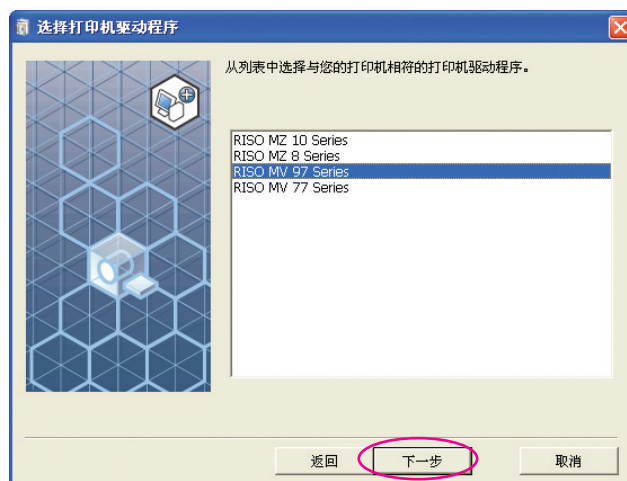 选择打印机驱动程序
从列表中选择与您的打印机相符的打印机驱动程序。
RISO MZ 10 Series
RISO MZ 8 Series
RISO MV 97 Series
RISO MV 77 Series
返回 下一步 取消